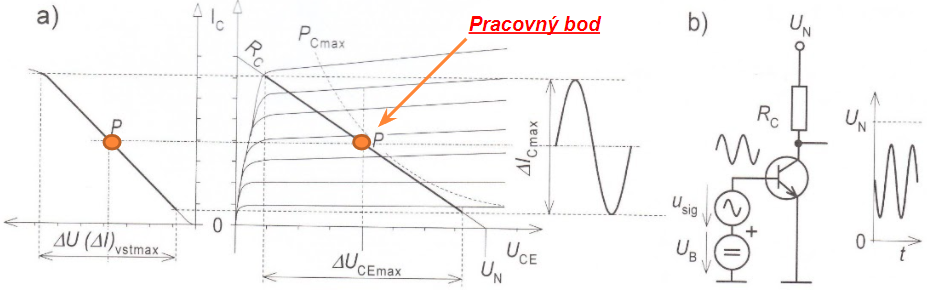 a)
I_C
R_C
P_Cmax
Pracovný bod
P
P
0
ΔU (ΔI)_vstmax
ΔU_CEmax
U_N
U_CE
ΔI_Cmax
b)
U_N
R_C
u_sig
+
U_B
U_N
0
t